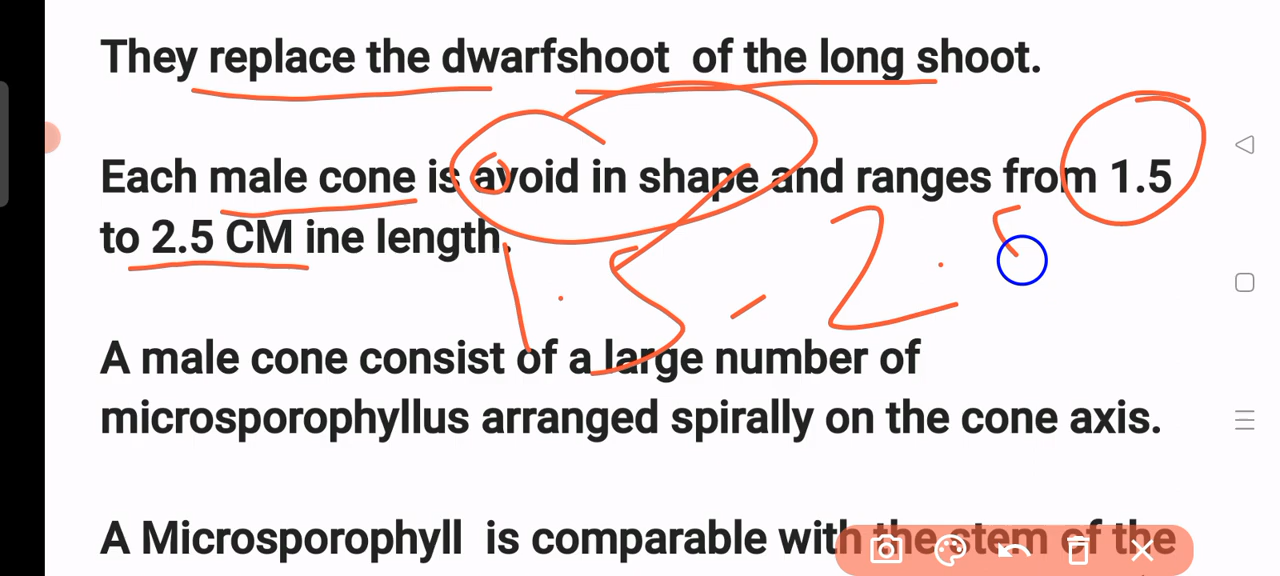 They replace the dwarfshoot of the long shoot.
Each male cone is avoid in shape and ranges from 1.5
to 2.5 CM ine length.
1.5 - 2.5
A male cone consist of a large number of
microsporophyllus arranged spirally on the cone axis.
A Microsporophyll is comparable with the stem of the